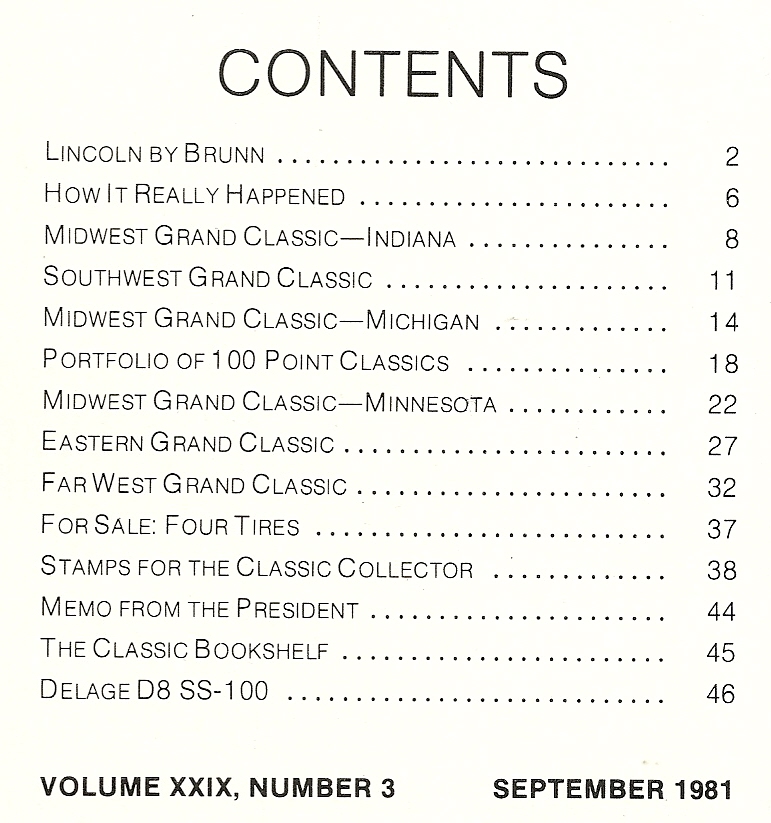 CONTENTS
LINCOLN BY BRUNN ............................ 2
HOW IT REALLY HAPPENED ...................... 6
MIDWEST GRAND CLASSIC—INDIANA ............... 8
SOUTHWEST GRAND CLASSIC ..................... 11
MIDWEST GRAND CLASSIC—MICHIGAN ............. 14
PORTFOLIO OF 100 POINT CLASSICS ............... 18
MIDWEST GRAND CLASSIC—MINNESOTA ............ 22
EASTERN GRAND CLASSIC ........................ 27
FAR WEST GRAND CLASSIC ....................... 32
FOR SALE: FOUR TIRES .......................... 37
STAMPS FOR THE CLASSIC COLLECTOR ............. 38
MEMO FROM THE PRESIDENT ...................... 44
THE CLASSIC BOOKSHELF ........................ 45
DELAGE D8 SS-100 ............................ 46
VOLUME XXIX, NUMBER 3 SEPTEMBER 1981